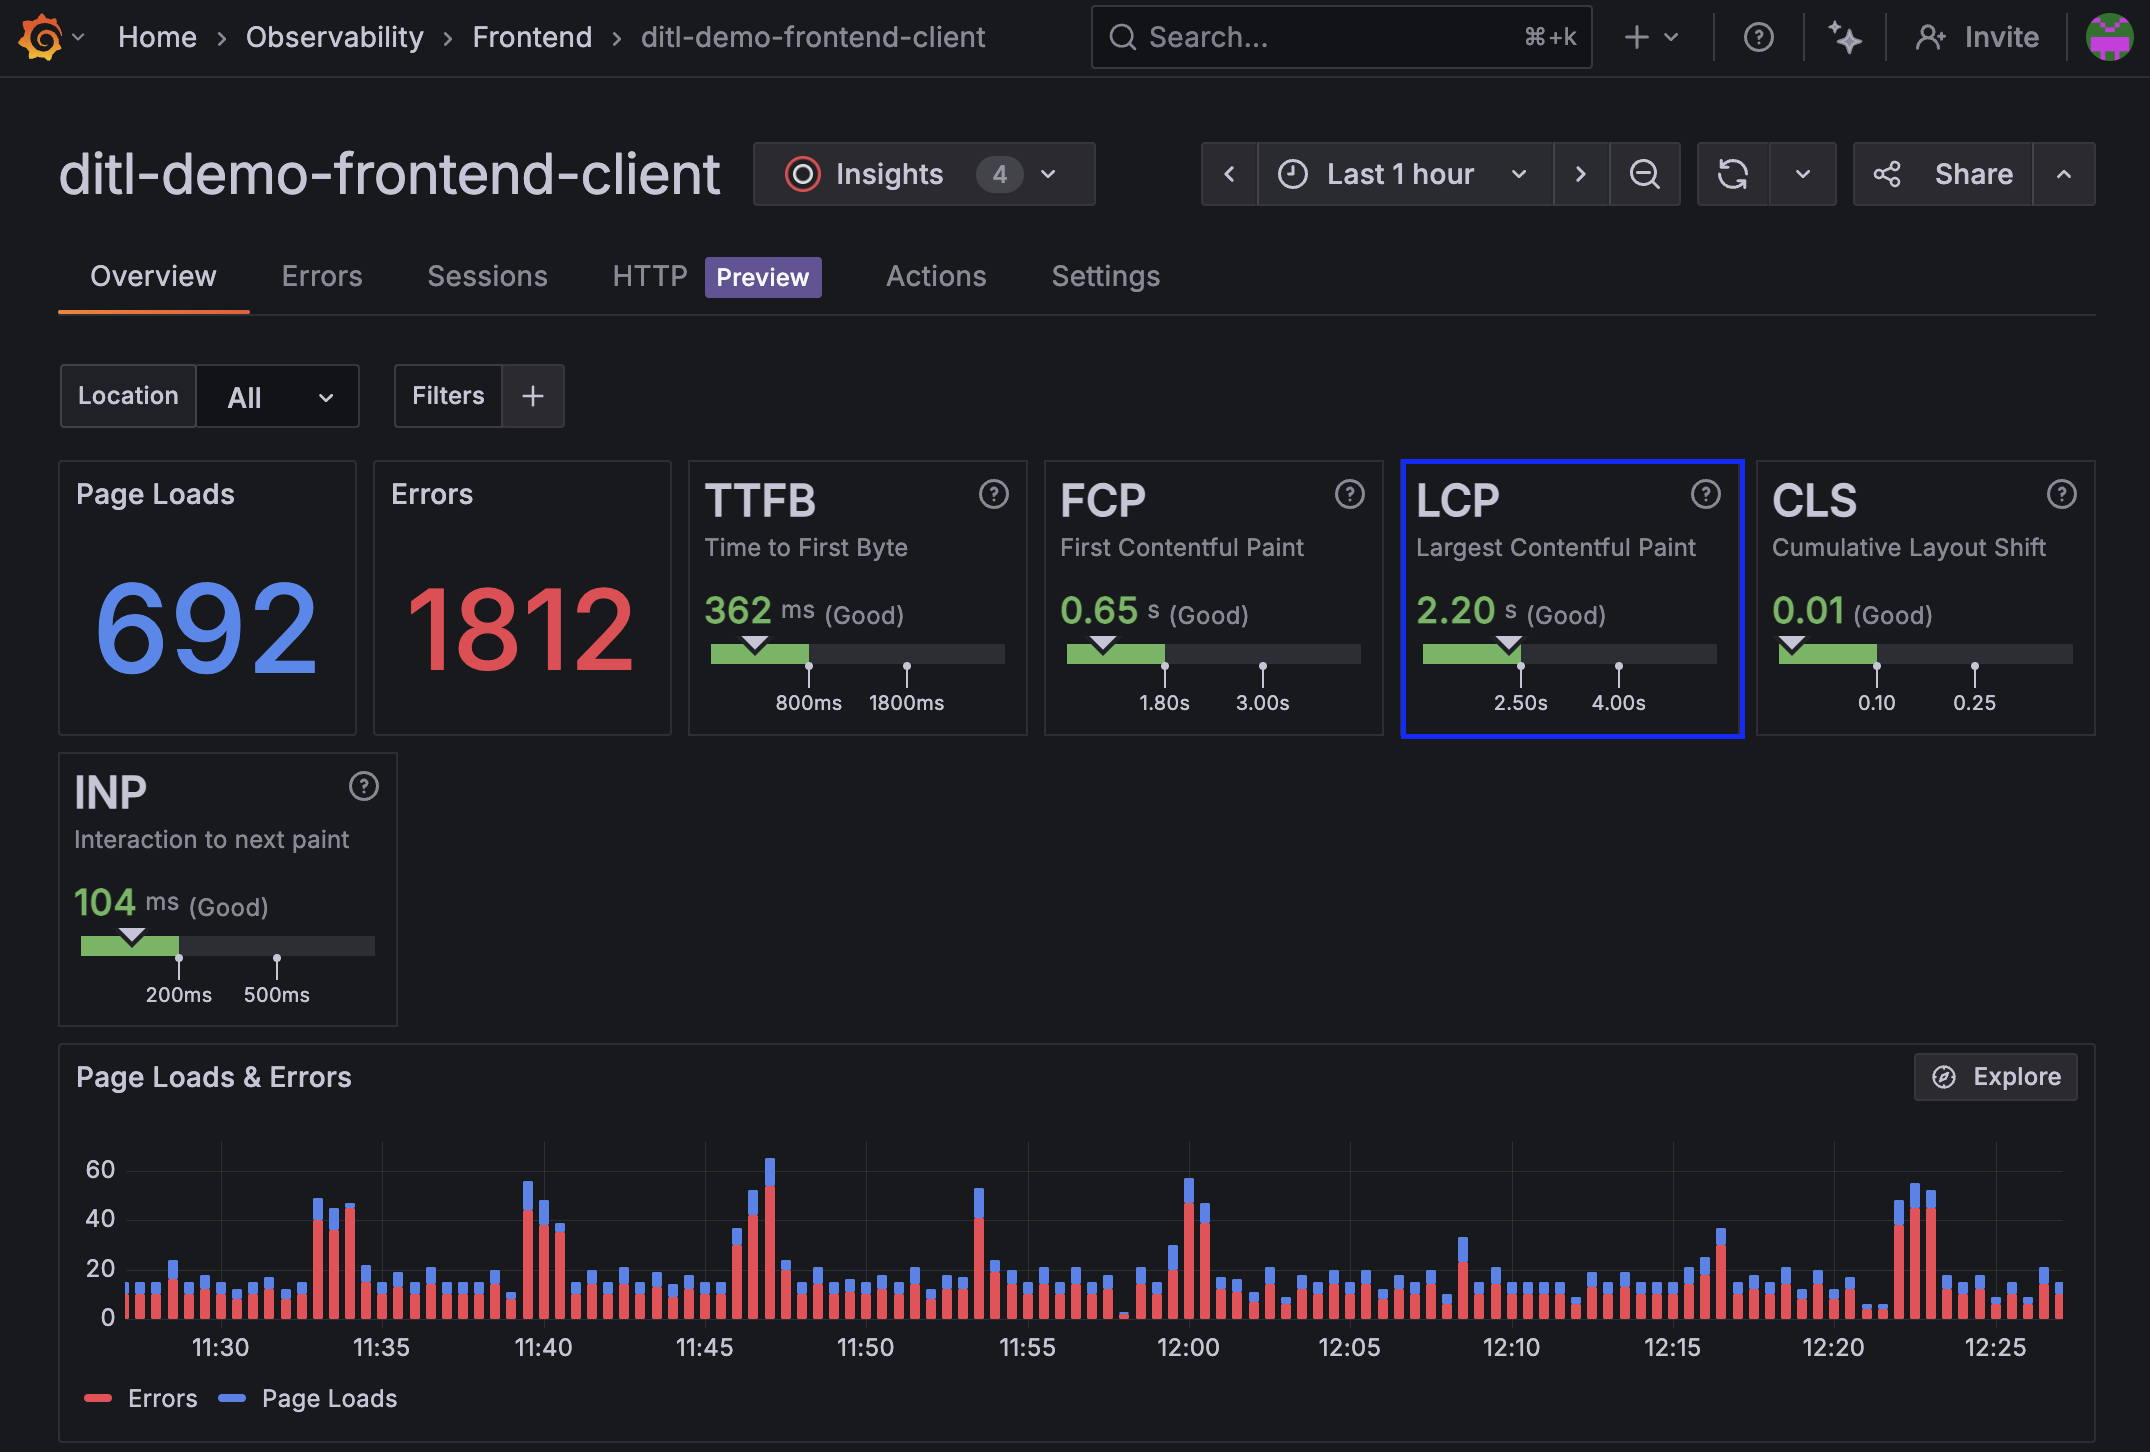 Home › Observability › Frontend › ditl-demo-frontend-client
Search...
⌘+k
Invite
ditl-demo-frontend-client
Insights 4
Last 1 hour
Share
Overview
Errors
Sessions
HTTP Preview
Actions
Settings
Location All
Filters +
Page Loads
692
Errors
1812
TTFB
Time to First Byte
362 ms (Good)
800ms 1800ms
FCP
First Contentful Paint
0.65 s (Good)
1.80s 3.00s
LCP
Largest Contentful Paint
2.20 s (Good)
2.50s 4.00s
CLS
Cumulative Layout Shift
0.01 (Good)
0.10 0.25
INP
Interaction to next paint
104 ms (Good)
200ms 500ms
Page Loads & Errors
Explore
60
40
20
0
11:30 11:35 11:40 11:45 11:50 11:55 12:00 12:05 12:10 12:15 12:20 12:25
Errors Page Loads